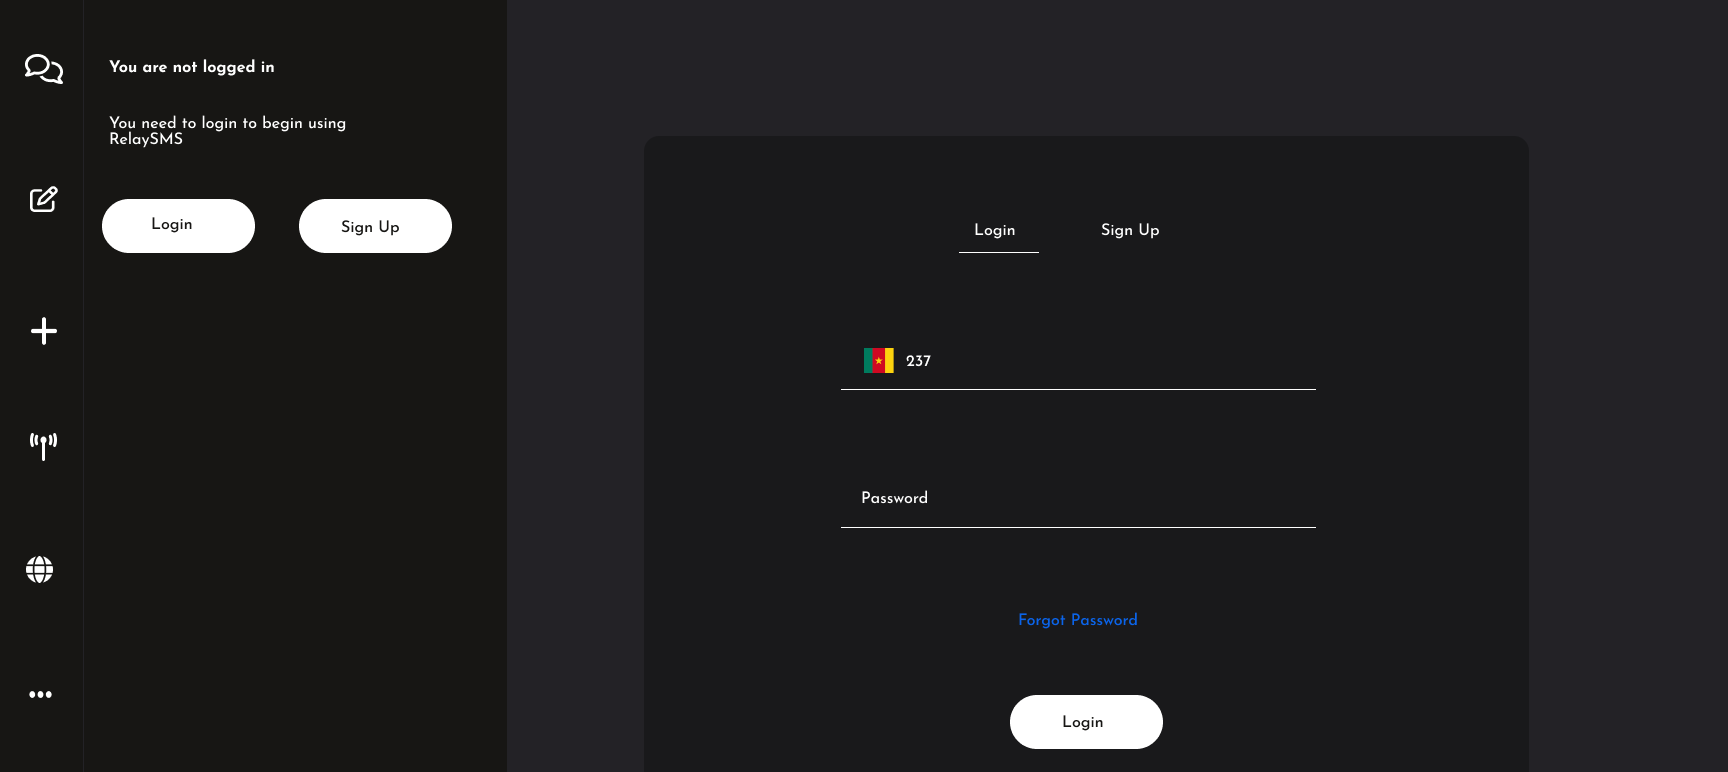 You are not logged in
You need to login to begin using
RelaySMS
Login
Sign Up
Login
Sign Up
237
Password
Forgot Password
Login